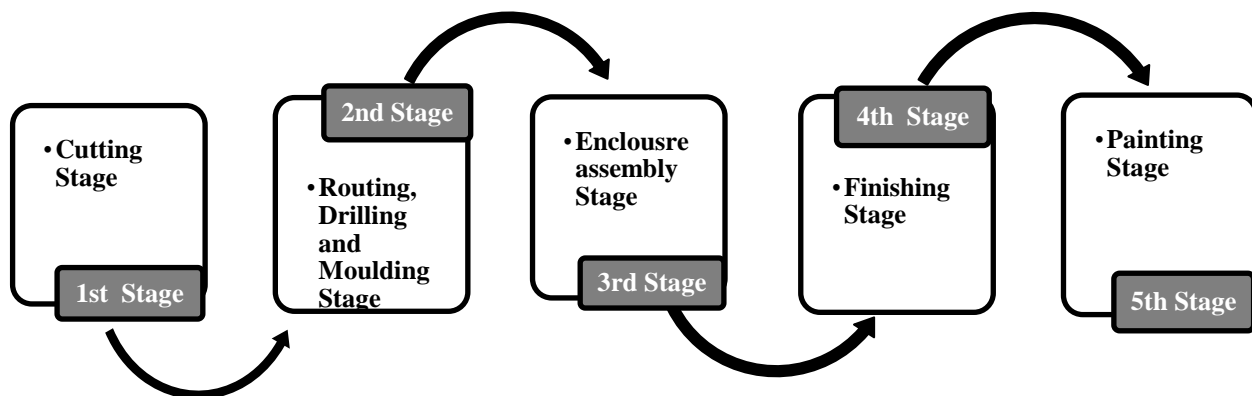 • Cutting
Stage
1st Stage
2nd Stage
• Routing,
Drilling
and
Moulding
Stage
• Enclousre
assembly
Stage
3rd Stage
4th Stage
• Finishing
Stage
• Painting
Stage
5th Stage